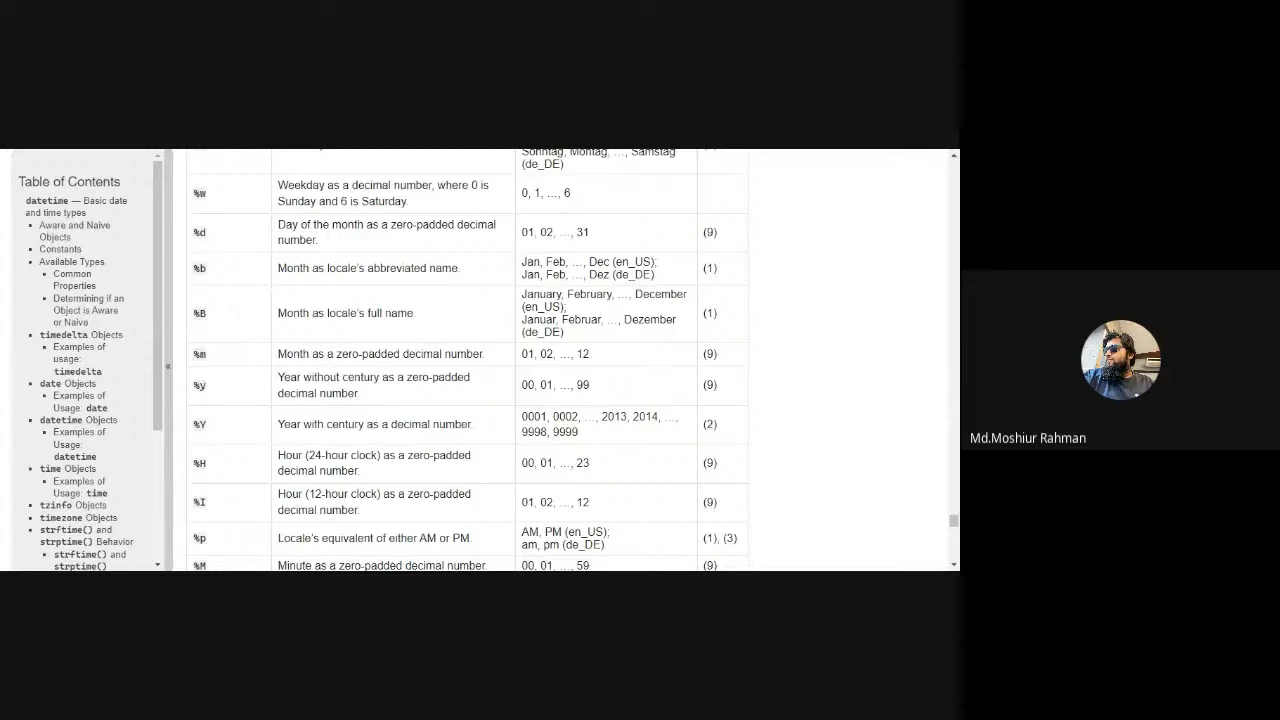 Table of Contents
datetime — Basic date
and time types
Aware and Naive
Objects
Constants
Available Types
Common
Properties
Determining if an
Object is Aware
or Naive
timedelta Objects
Examples of
usage:
timedelta
date Objects
Examples of
Usage: date
datetime Objects
Examples of
Usage:
datetime
time Objects
Examples of
Usage: time
tzinfo Objects
timezone Objects
strftime() and
strptime() Behavior
strftime() and
strptime()
«
Sonntag, Montag, …, Samstag
(de_DE)
%w
Weekday as a decimal number, where 0 is
Sunday and 6 is Saturday.
0, 1, …, 6
%d
Day of the month as a zero-padded decimal
number.
01, 02, …, 31
(9)
%b
Month as locale's abbreviated name.
Jan, Feb, …, Dec (en_US);
Jan, Feb, …, Dez (de_DE)
(1)
%B
Month as locale's full name.
January, February, …, December
(en_US);
Januar, Februar, …, Dezember
(de_DE)
(1)
%m
Month as a zero-padded decimal number.
01, 02, …, 12
(9)
%y
Year without century as a zero-padded
decimal number.
00, 01, …, 99
(9)
%Y
Year with century as a decimal number.
0001, 0002, …, 2013, 2014, …,
9998, 9999
(2)
%H
Hour (24-hour clock) as a zero-padded
decimal number.
00, 01, …, 23
(9)
%I
Hour (12-hour clock) as a zero-padded
decimal number.
01, 02, …, 12
(9)
%p
Locale's equivalent of either AM or PM.
AM, PM (en_US);
am, pm (de_DE)
(1), (3)
%M
Minute as a zero-padded decimal number.
00, 01, …, 59
(9)
Md.Moshiur Rahman